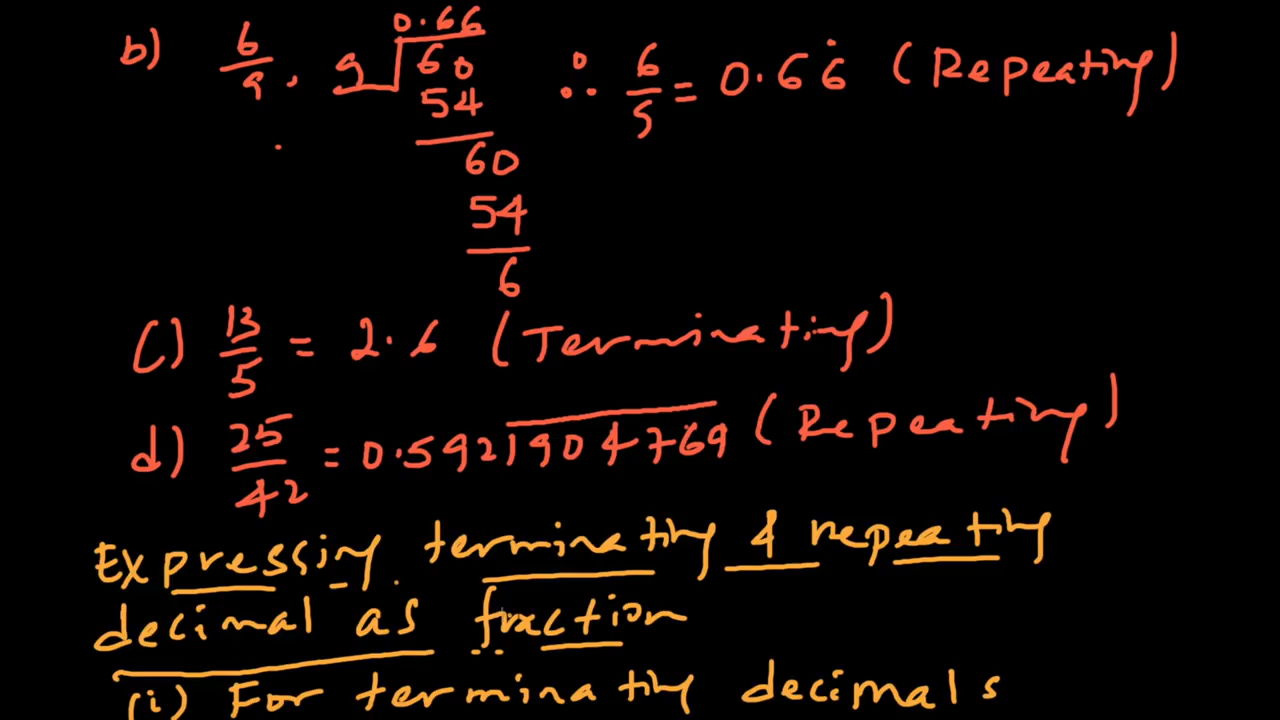 b) 6/9, 9 0.66 ∴ 6/9 = 0.66̇ (Repeating)
60
54
60
54
6
c) 13/5 = 2.6 (Terminating)
d) 25/42 = 0.5921904769 (Repeating)
Expressing terminating & repeating
decimal as fraction
(i) For terminating decimals